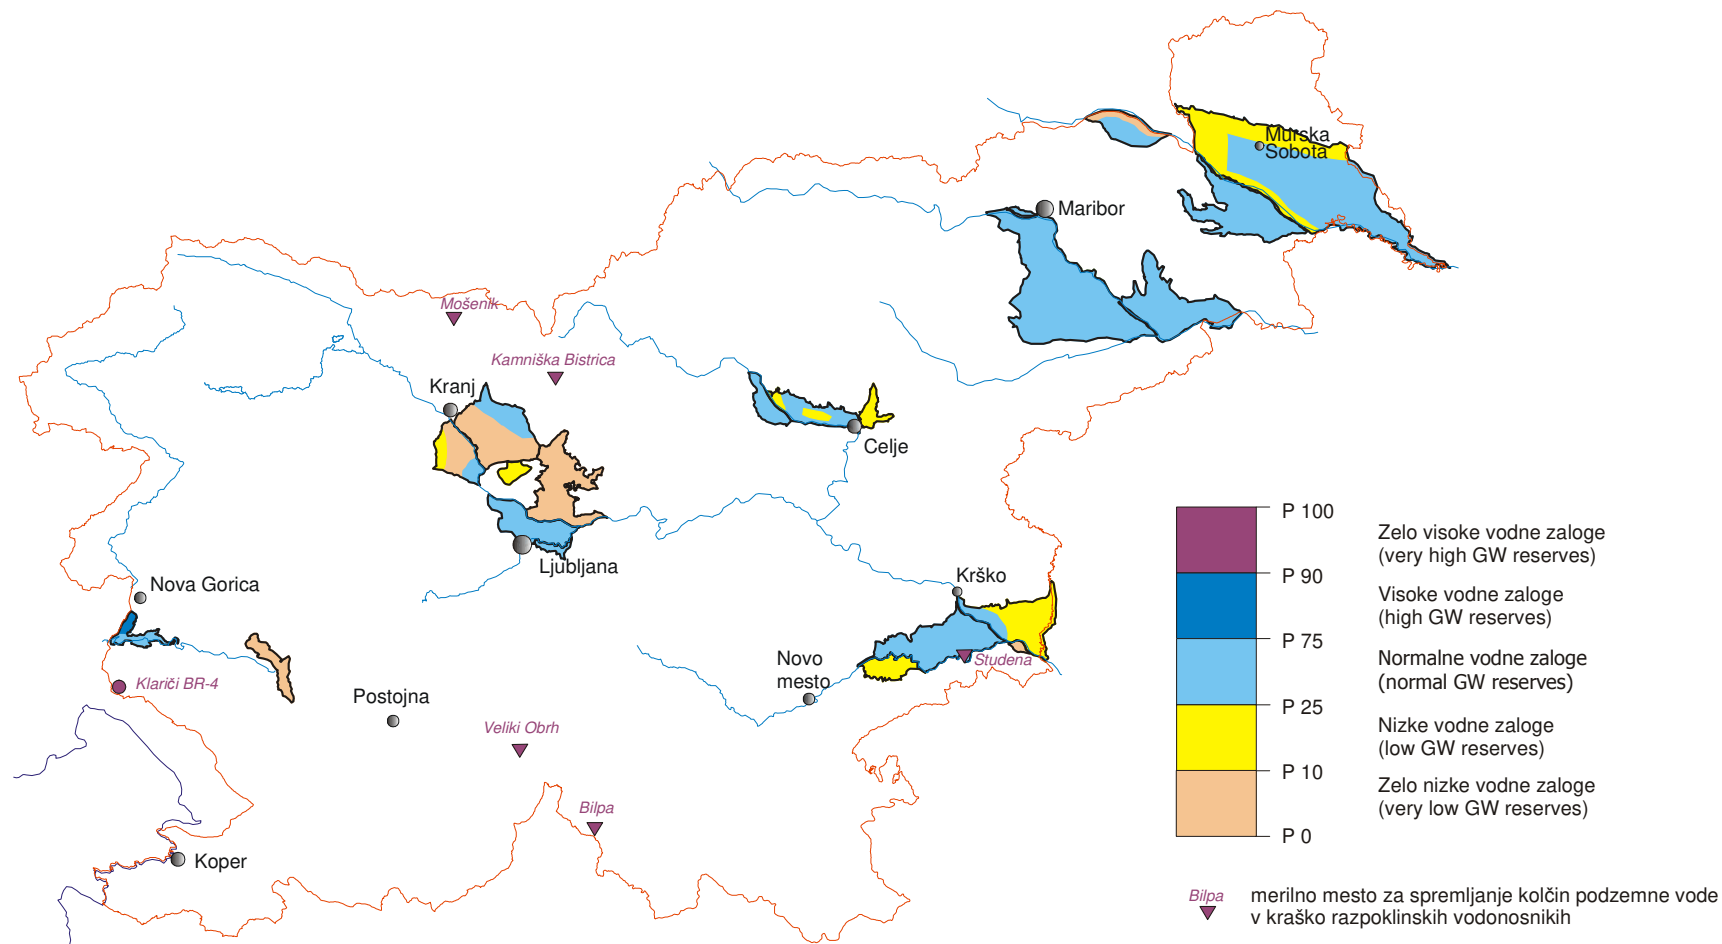 Murska
Sobota
Maribor
Mošenik
Kamniška Bistrica
Kranj
Celje
Ljubljana
Nova Gorica
Krško
Studena
Novo
mesto
Klariči BR-4
Postojna
Veliki Obrh
Bilpa
Koper
P 100
Zelo visoke vodne zaloge
(very high GW reserves)
P 90
Visoke vodne zaloge
(high GW reserves)
P 75
Normalne vodne zaloge
(normal GW reserves)
P 25
Nizke vodne zaloge
(low GW reserves)
P 10
Zelo nizke vodne zaloge
(very low GW reserves)
P 0
Bilpa
merilno mesto za spremljanje kolčin podzemne vode
v kraško razpoklinskih vodonosnikih